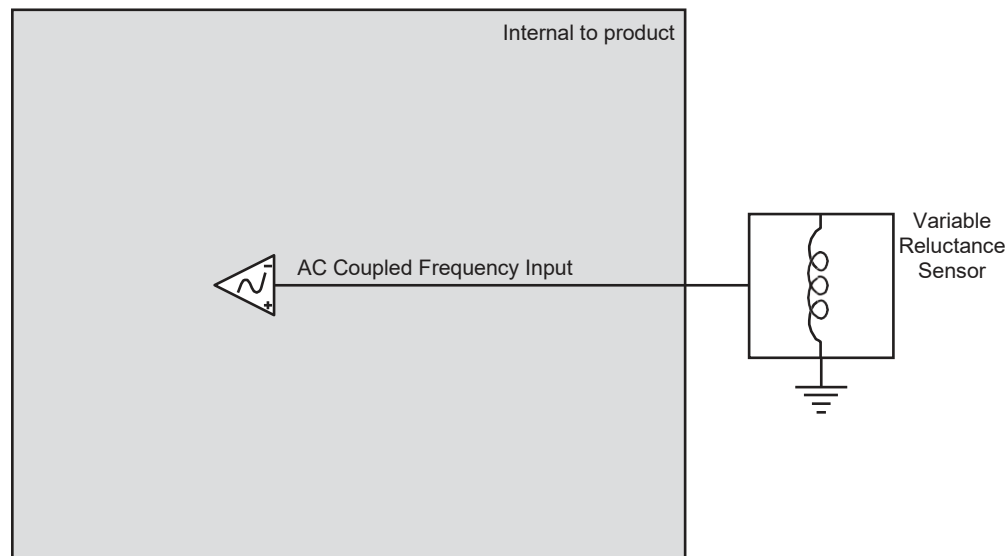 Internal to product
AC Coupled Frequency Input
Variable
Reluctance
Sensor